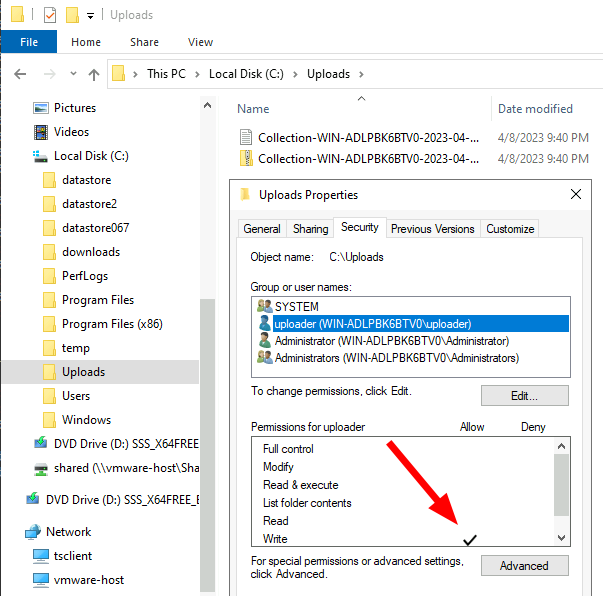 Uploads
File Home Share View
This PC > Local Disk (C:) > Uploads >
Name Date modified
Collection-WIN-ADLPBK6BTV0-2023-04-... 4/8/2023 9:40 PM
Collection-WIN-ADLPBK6BTV0-2023-04-... 4/8/2023 9:40 PM
Pictures
Videos
Local Disk (C:)
datastore
datastore2
datastore067
downloads
PerfLogs
Program Files
Program Files (x86)
temp
Uploads
Users
Windows
DVD Drive (D:) SSS_X64FREE
shared (\\vmware-host\Sha
DVD Drive (D:) SSS_X64FREE_E
Network
tsclient
vmware-host
Uploads Properties
General Sharing Security Previous Versions Customize
Object name: C:\Uploads
Group or user names:
SYSTEM
uploader (WIN-ADLPBK6BTV0\uploader)
Administrator (WIN-ADLPBK6BTV0\Administrator)
Administrators (WIN-ADLPBK6BTV0\Administrators)
To change permissions, click Edit.
Edit...
Permissions for uploader Allow Deny
Full control
Modify
Read & execute
List folder contents
Read
Write
For special permissions or advanced settings,
click Advanced.
Advanced